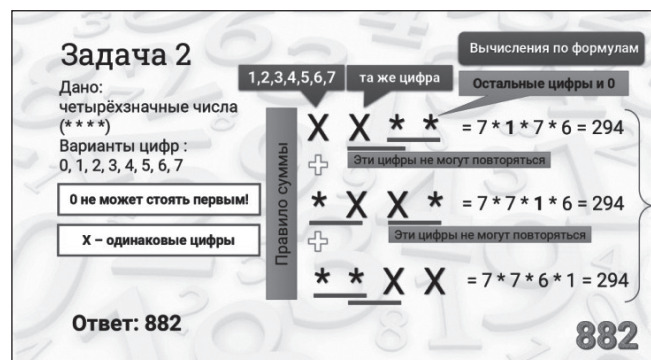 Задача 2
Дано:
четырёхзначные числа
(* * * *)
Варианты цифр :
0, 1, 2, 3, 4, 5, 6, 7
0 не может стоять первым!
X – одинаковые цифры
Ответ: 882
Правило суммы
1,2,3,4,5,6,7
та же цифра
Вычисления по формулам
Остальные цифры и 0
X X * * = 7 * 1 * 7 * 6 = 294
Эти цифры не могут повторяться
+
* X X * = 7 * 7 * 1 * 6 = 294
Эти цифры не могут повторяться
+
* * X X = 7 * 7 * 6 * 1 = 294
882